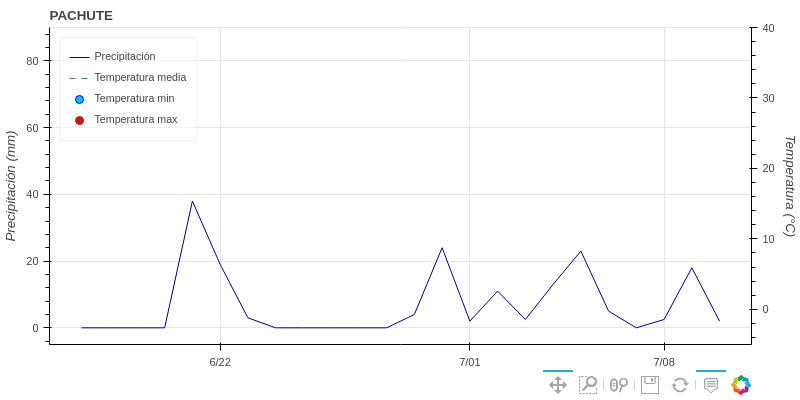 PACHUTE
Precipitación
Temperatura media
Temperatura min
Temperatura max
Precipitación (mm)
80
60
40
20
0
Temperatura (°C)
40
30
20
10
0
6/22
7/01
7/08